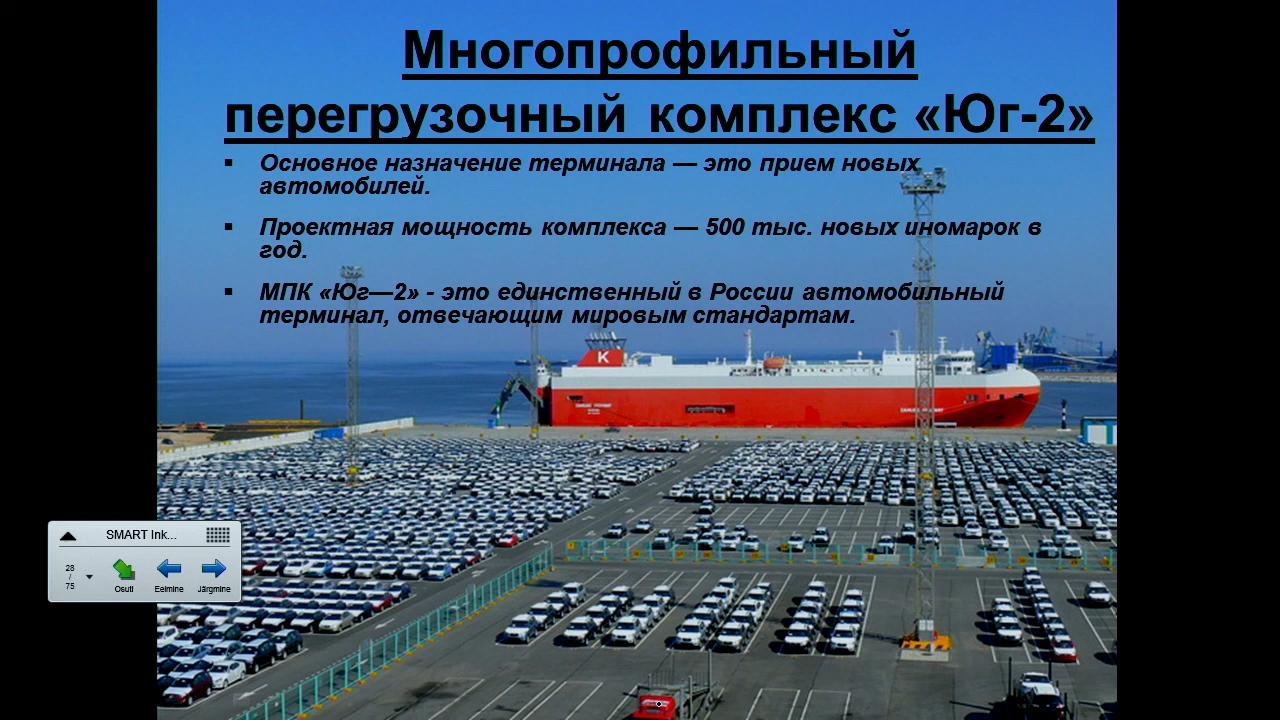 Многопрофильный
перегрузочный комплекс «Юг-2»
▪ Основное назначение терминала — это прием новых
автомобилей.
▪ Проектная мощность комплекса — 500 тыс. новых иномарок в
год.
▪ МПК «Юг—2» - это единственный в России автомобильный
терминал, отвечающим мировым стандартам.
K
SMART Ink...
28
/
75
Osuti
Eelmine
Järgmine